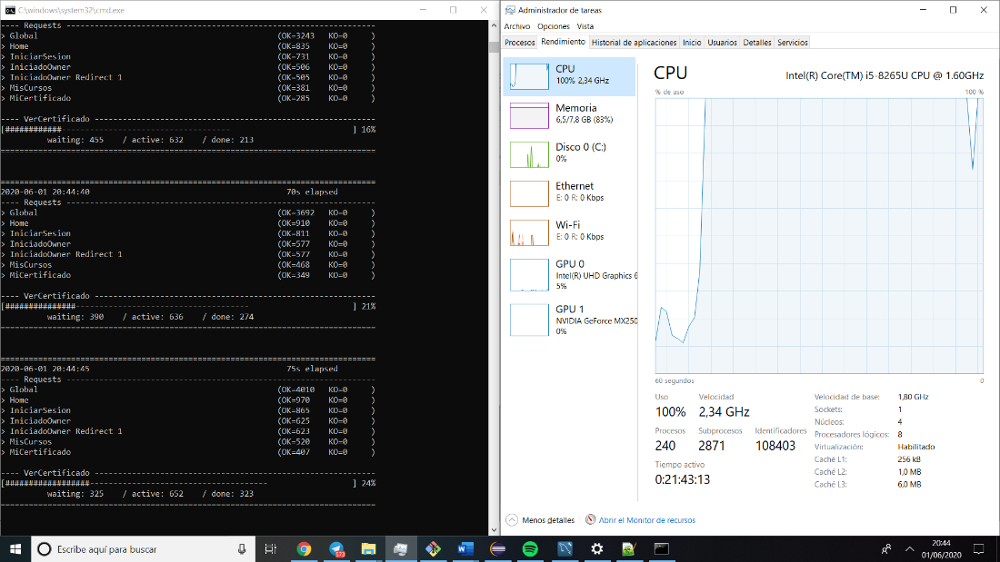 C:\windows\system32\cmd.exe
---- Requests ------------------------------------------------------------------
> Global (OK=3243 KO=0 )
> Home (OK=835 KO=0 )
> IniciarSesion (OK=731 KO=0 )
> IniciadoOwner (OK=506 KO=0 )
> IniciadoOwner Redirect 1 (OK=505 KO=0 )
> MisCursos (OK=381 KO=0 )
> MiCertificado (OK=285 KO=0 )
---- VerCertificado ------------------------------------------------------------
[############------------------------------------ ] 16%
waiting: 455 / active: 632 / done: 213
================================================================================
================================================================================
2020-06-01 20:44:40 70s elapsed
---- Requests ------------------------------------------------------------------
> Global (OK=3692 KO=0 )
> Home (OK=910 KO=0 )
> IniciarSesion (OK=811 KO=0 )
> IniciadoOwner (OK=577 KO=0 )
> IniciadoOwner Redirect 1 (OK=577 KO=0 )
> MisCursos (OK=468 KO=0 )
> MiCertificado (OK=349 KO=0 )
---- VerCertificado ------------------------------------------------------------
[###############------------------------------------- ] 21%
waiting: 390 / active: 636 / done: 274
================================================================================
================================================================================
2020-06-01 20:44:45 75s elapsed
---- Requests ------------------------------------------------------------------
> Global (OK=4010 KO=0 )
> Home (OK=970 KO=0 )
> IniciarSesion (OK=865 KO=0 )
> IniciadoOwner (OK=625 KO=0 )
> IniciadoOwner Redirect 1 (OK=623 KO=0 )
> MisCursos (OK=520 KO=0 )
> MiCertificado (OK=407 KO=0 )
---- VerCertificado ------------------------------------------------------------
[##################-------------------------------------- ] 24%
waiting: 325 / active: 652 / done: 323
================================================================================
Administrador de tareas
Archivo Opciones Vista
Procesos Rendimiento Historial de aplicaciones Inicio Usuarios Detalles Servicios
CPU
100% 2,34 GHz
Memoria
6,5/7,8 GB (83%)
Disco 0 (C:)
0%
Ethernet
E: 0 R: 0 Kbps
Wi-Fi
E: 0 R: 0 Kbps
GPU 0
Intel(R) UHD Graphics 6
5%
GPU 1
NVIDIA GeForce MX250
0%
CPU Intel(R) Core(TM) i5-8265U CPU @ 1.60GHz
% de uso 100 %
60 segundos 0
Uso Velocidad
100% 2,34 GHz
Procesos Subprocesos Identificadores
240 2871 108403
Tiempo activo
0:21:43:13
Velocidad de base: 1,80 GHz
Sockets: 1
Núcleos: 4
Procesadores lógicos: 8
Virtualización: Habilitado
Caché L1: 256 kB
Caché L2: 1,0 MB
Caché L3: 6,0 MB
Menos detalles Abrir el Monitor de recursos
Escribe aquí para buscar
573
20:44
01/06/2020